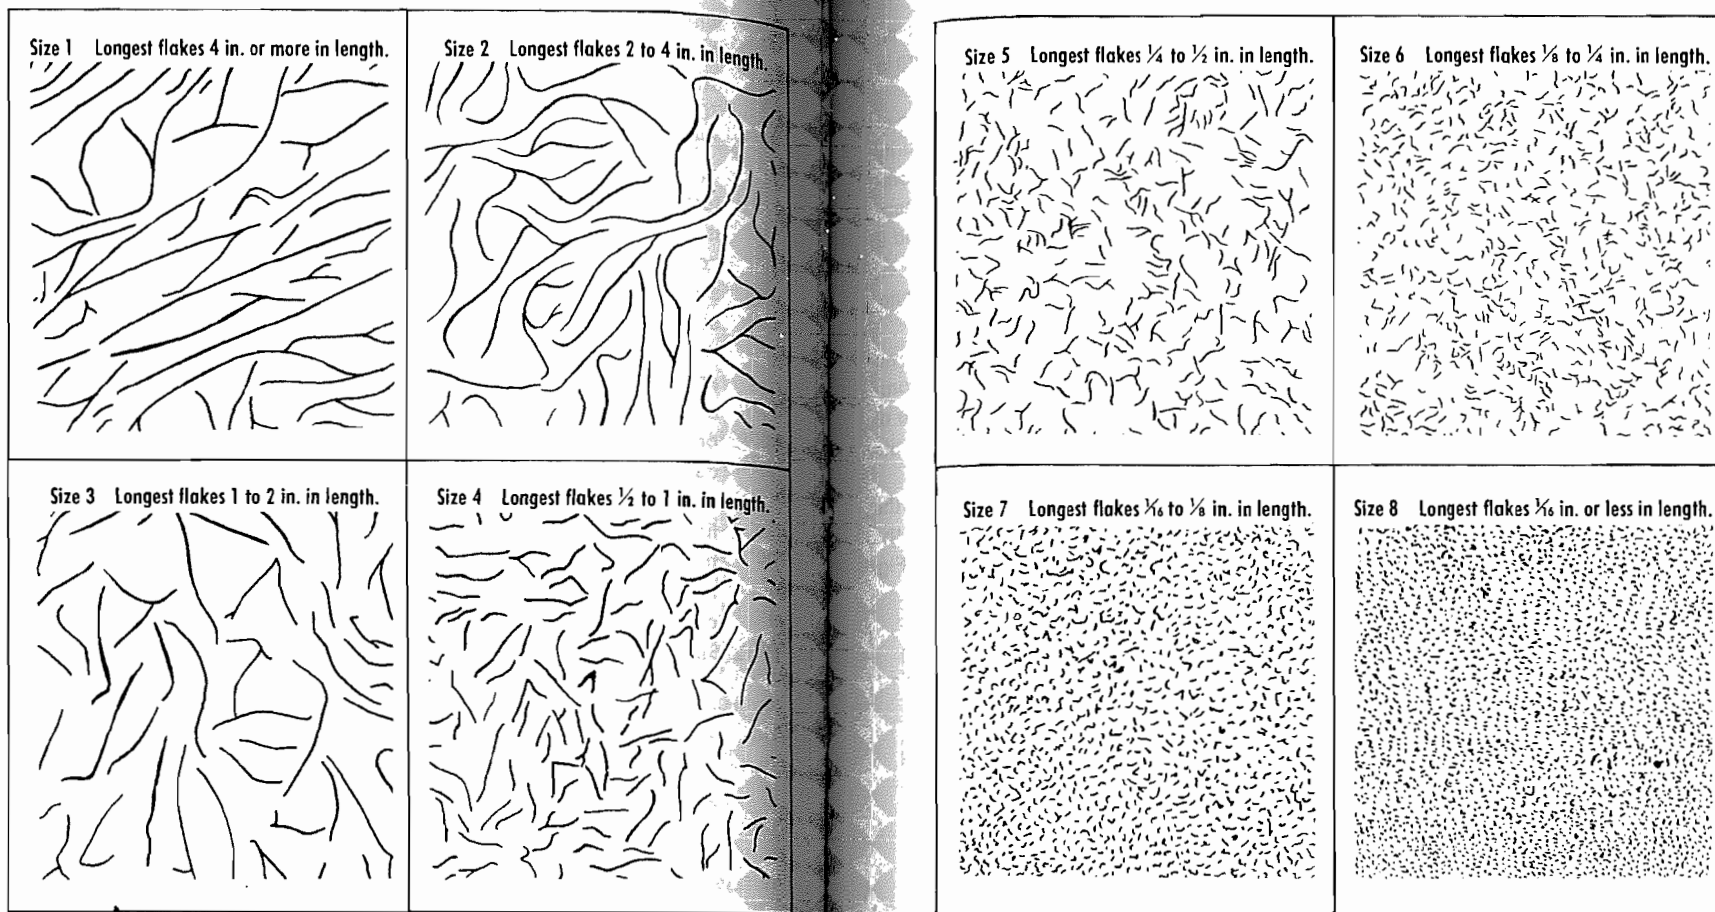 Size 1 Longest flakes 4 in. or more in length.
Size 2 Longest flakes 2 to 4 in. in length.
Size 3 Longest flakes 1 to 2 in. in length.
Size 4 Longest flakes ½ to 1 in. in length.
Size 5 Longest flakes ¼ to ½ in. in length.
Size 6 Longest flakes ⅛ to ¼ in. in length.
Size 7 Longest flakes 1⁄16 to ⅛ in. in length.
Size 8 Longest flakes 1⁄16 in. or less in length.